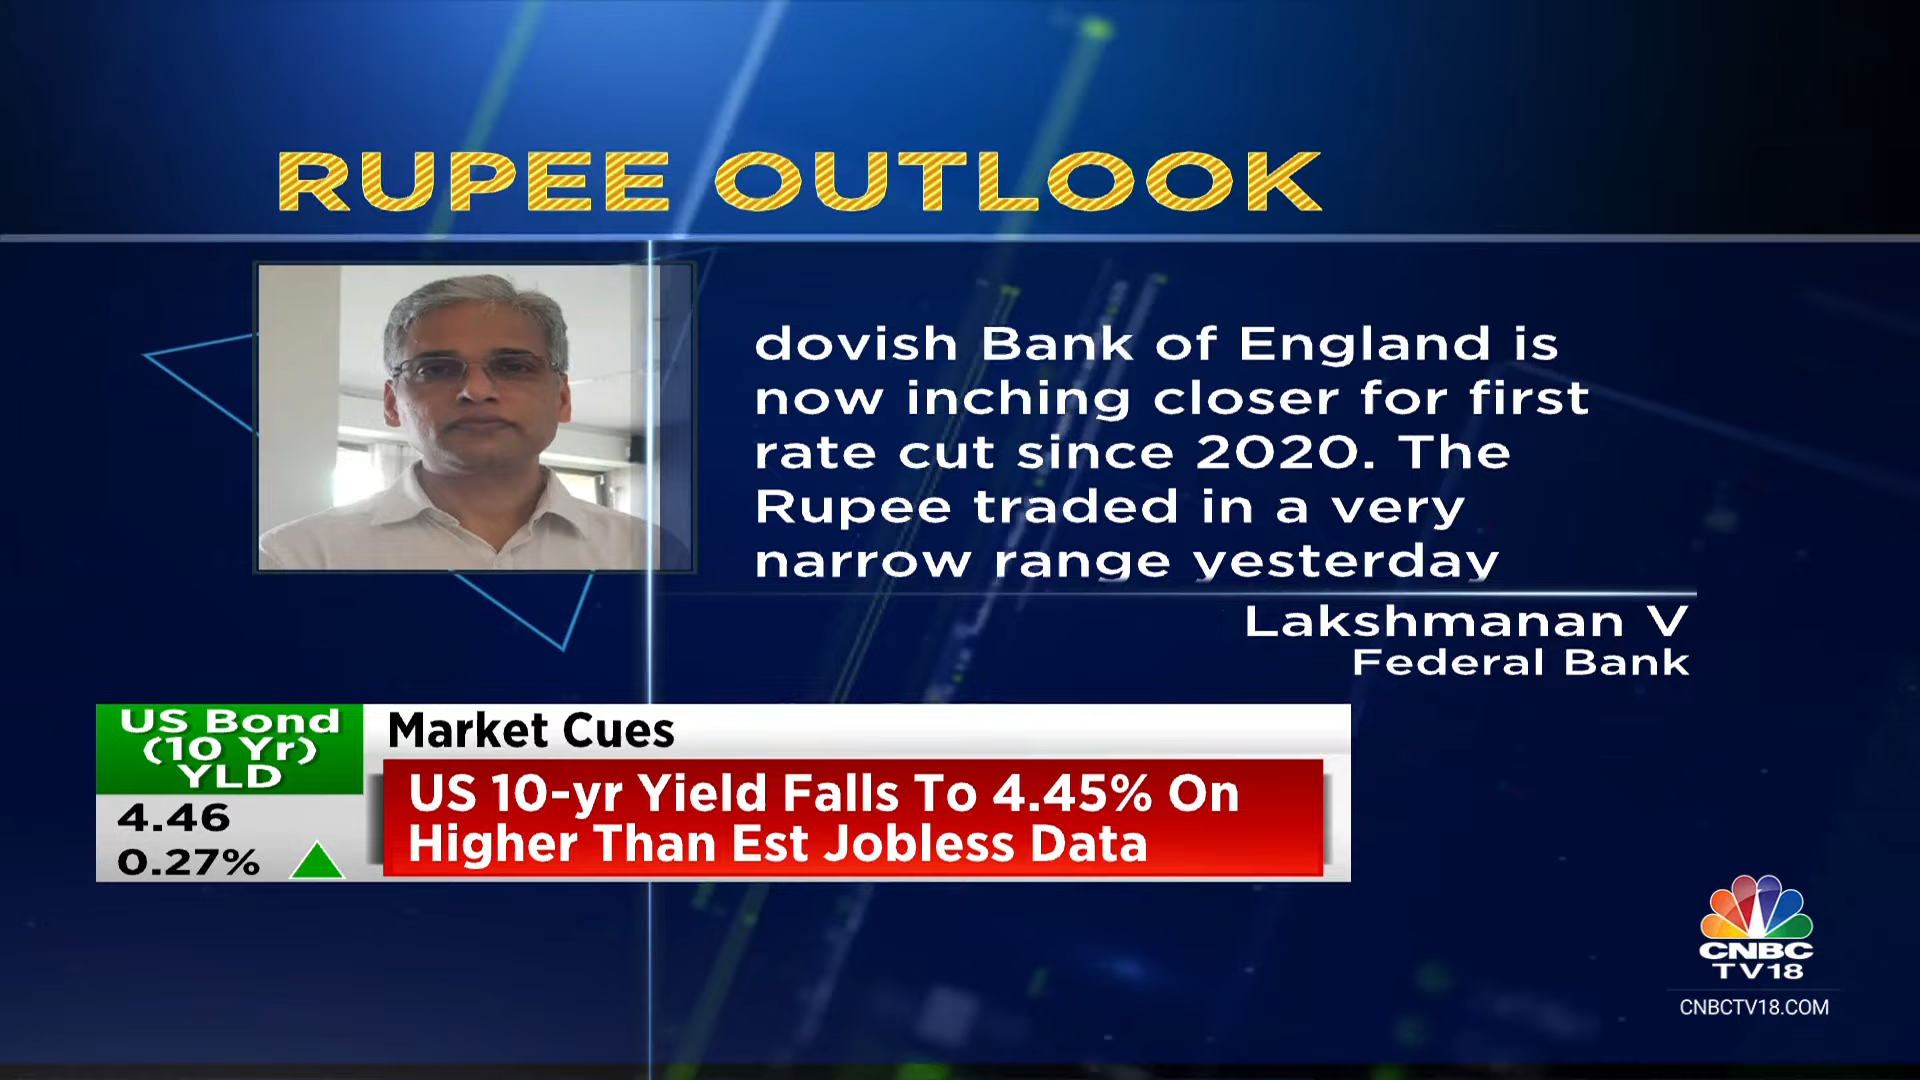 RUPEE OUTLOOK
dovish Bank of England is
now inching closer for first
rate cut since 2020. The
Rupee traded in a very
narrow range yesterday
Lakshmanan V
Federal Bank
US Bond
(10 Yr)
YLD
4.46
0.27%
Market Cues
US 10-yr Yield Falls To 4.45% On
Higher Than Est Jobless Data
CNBC
TV18
CNBCTV18.COM